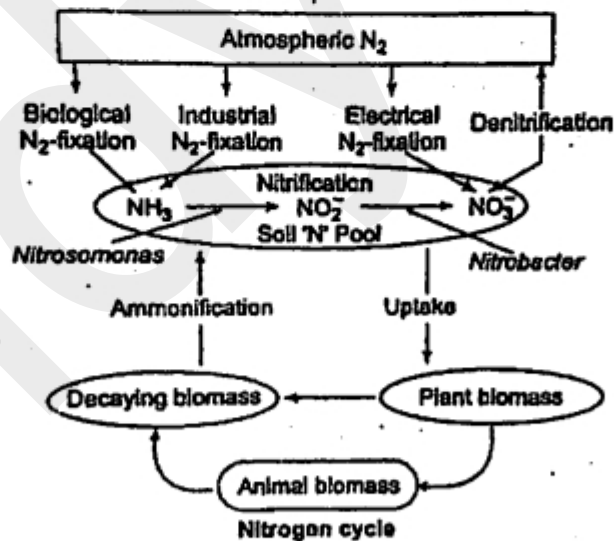 Atmospheric N₂
Biological
N₂-fixation
Industrial
N₂-fixation
Electrical
N₂-fixation
Denitrification
Nitrification
NH₃
NO₂⁻
NO₃⁻
Soil 'N' Pool
Nitrosomonas
Nitrobacter
Ammonification
Uptake
Decaying biomass
Plant biomass
Animal biomass
Nitrogen cycle